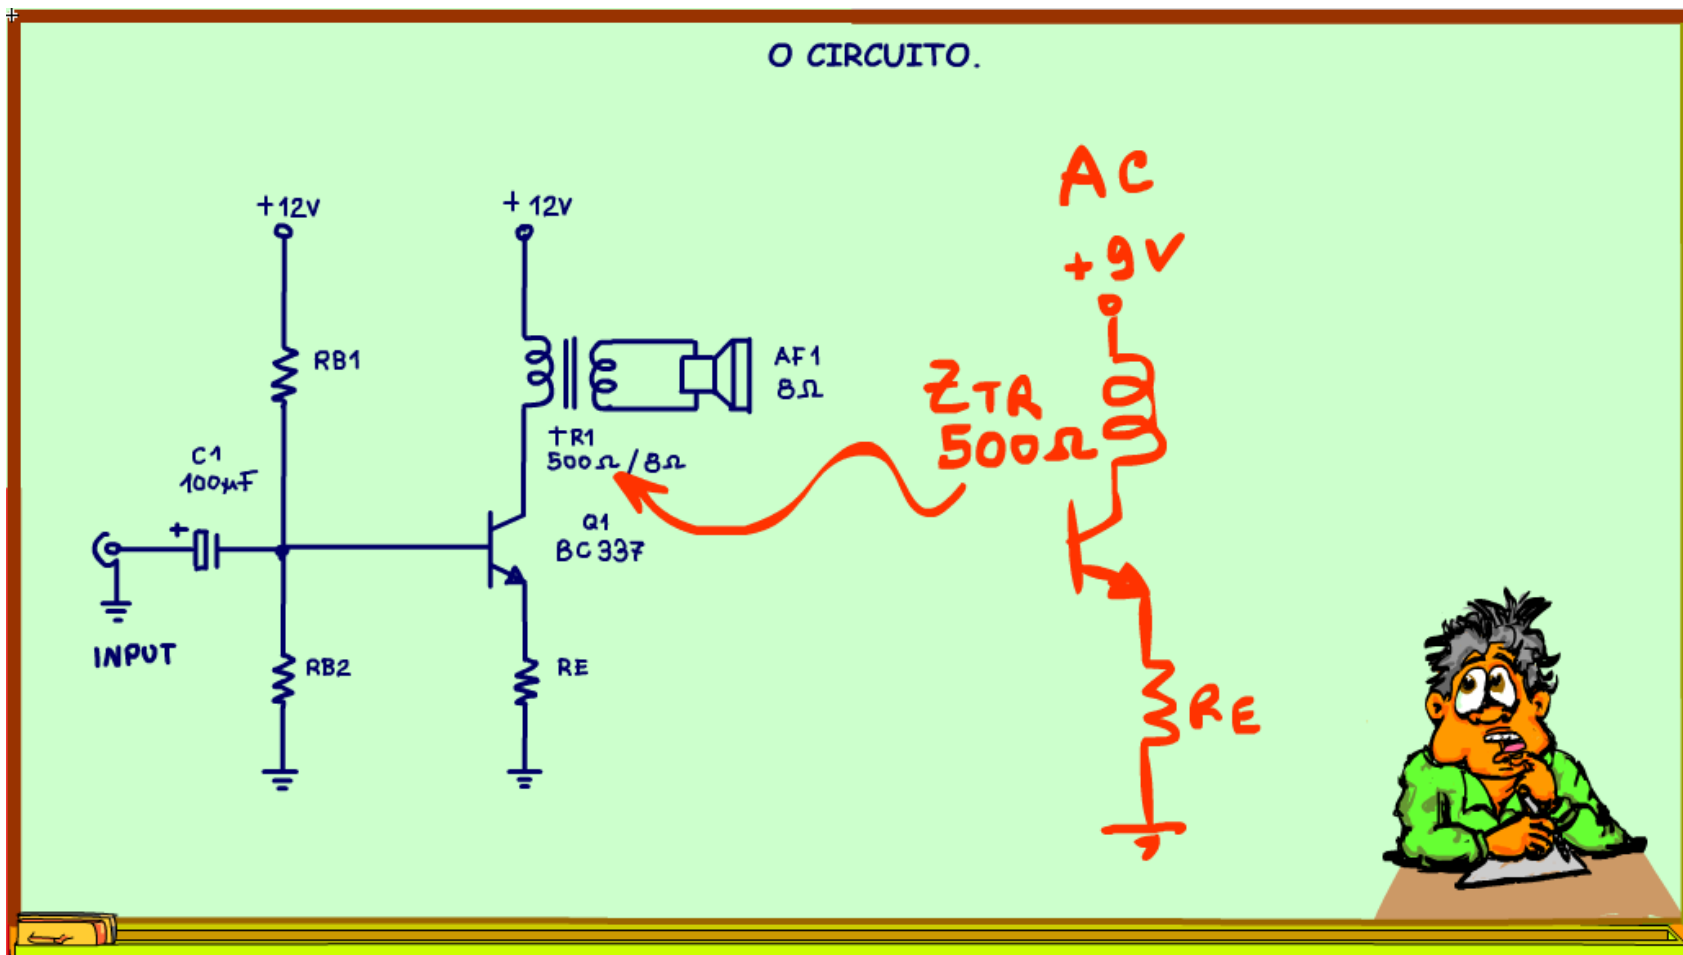 O CIRCUITO.
AC
+9V
+12V
+12V
RB1
AF1
8Ω
ZTR
500Ω
TR1
500Ω/8Ω
C1
100µF
+
Q1
BC337
INPUT
RB2
RE
RE